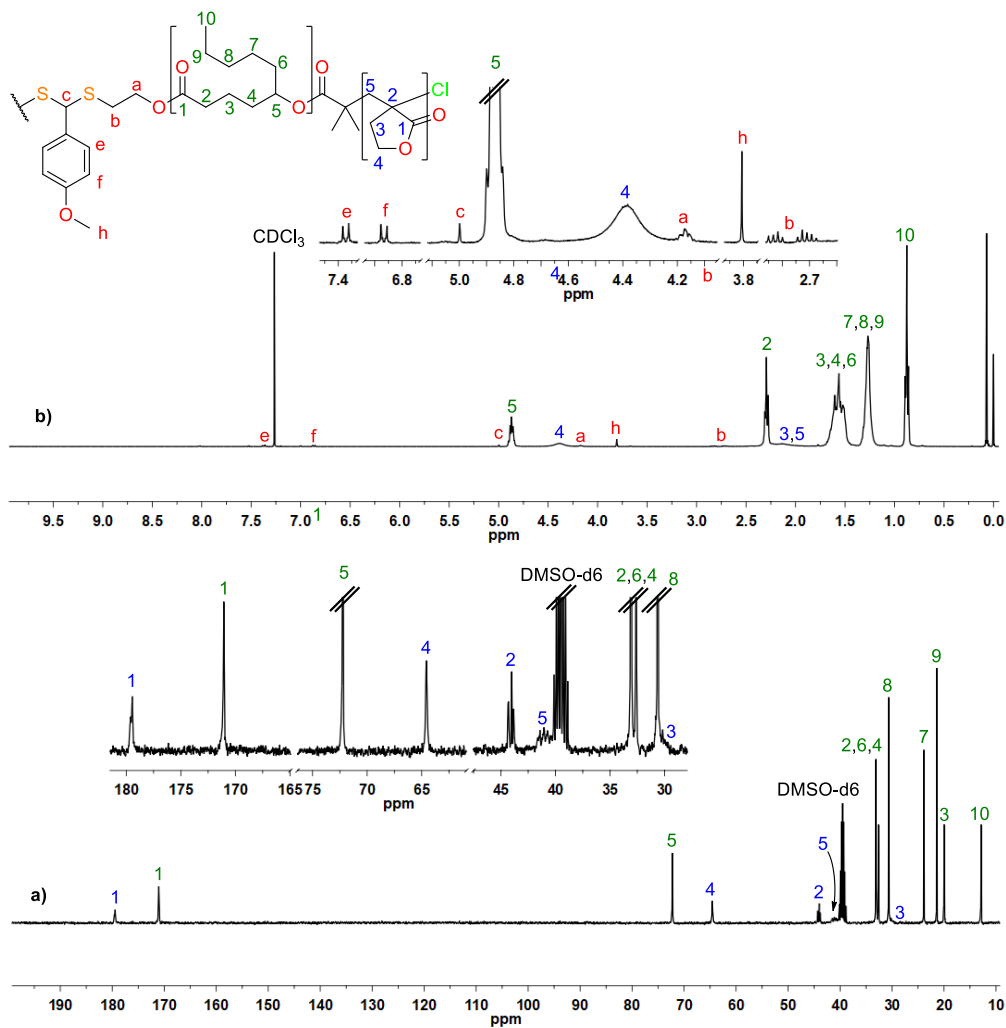 10
9
8
7
6
5
4
3
2
1
O
O
O
O
S
S
c
a
b
e
f
O
h
5
2
Cl
1
O
3
O
4
CDCl3
e
f
c
5
4
a
h
b
7.4 6.8 5.0 4.8 4.6 4.4 4.2 3.8 2.7
4
ppm
b
10
7,8,9
3,4,6
2
b)
e
f
c
5
4
a
h
b
3,5
9.5 9.0 8.5 8.0 7.5 7.0 6.5 6.0 5.5 5.0 4.5 4.0 3.5 3.0 2.5 2.0 1.5 1.0 0.5 0.0
1
ppm
1
1
5
4
2
5
DMSO-d6
2,6,4
8
3
180 175 170 165 75 70 65 45 40 35 30
ppm
ppm
a)
1
1
5
4
2
5
DMSO-d6
2,6,4
8
3
7
9
3
10
190 180 170 160 150 140 130 120 110 100 90 80 70 60 50 40 30 20 10
ppm